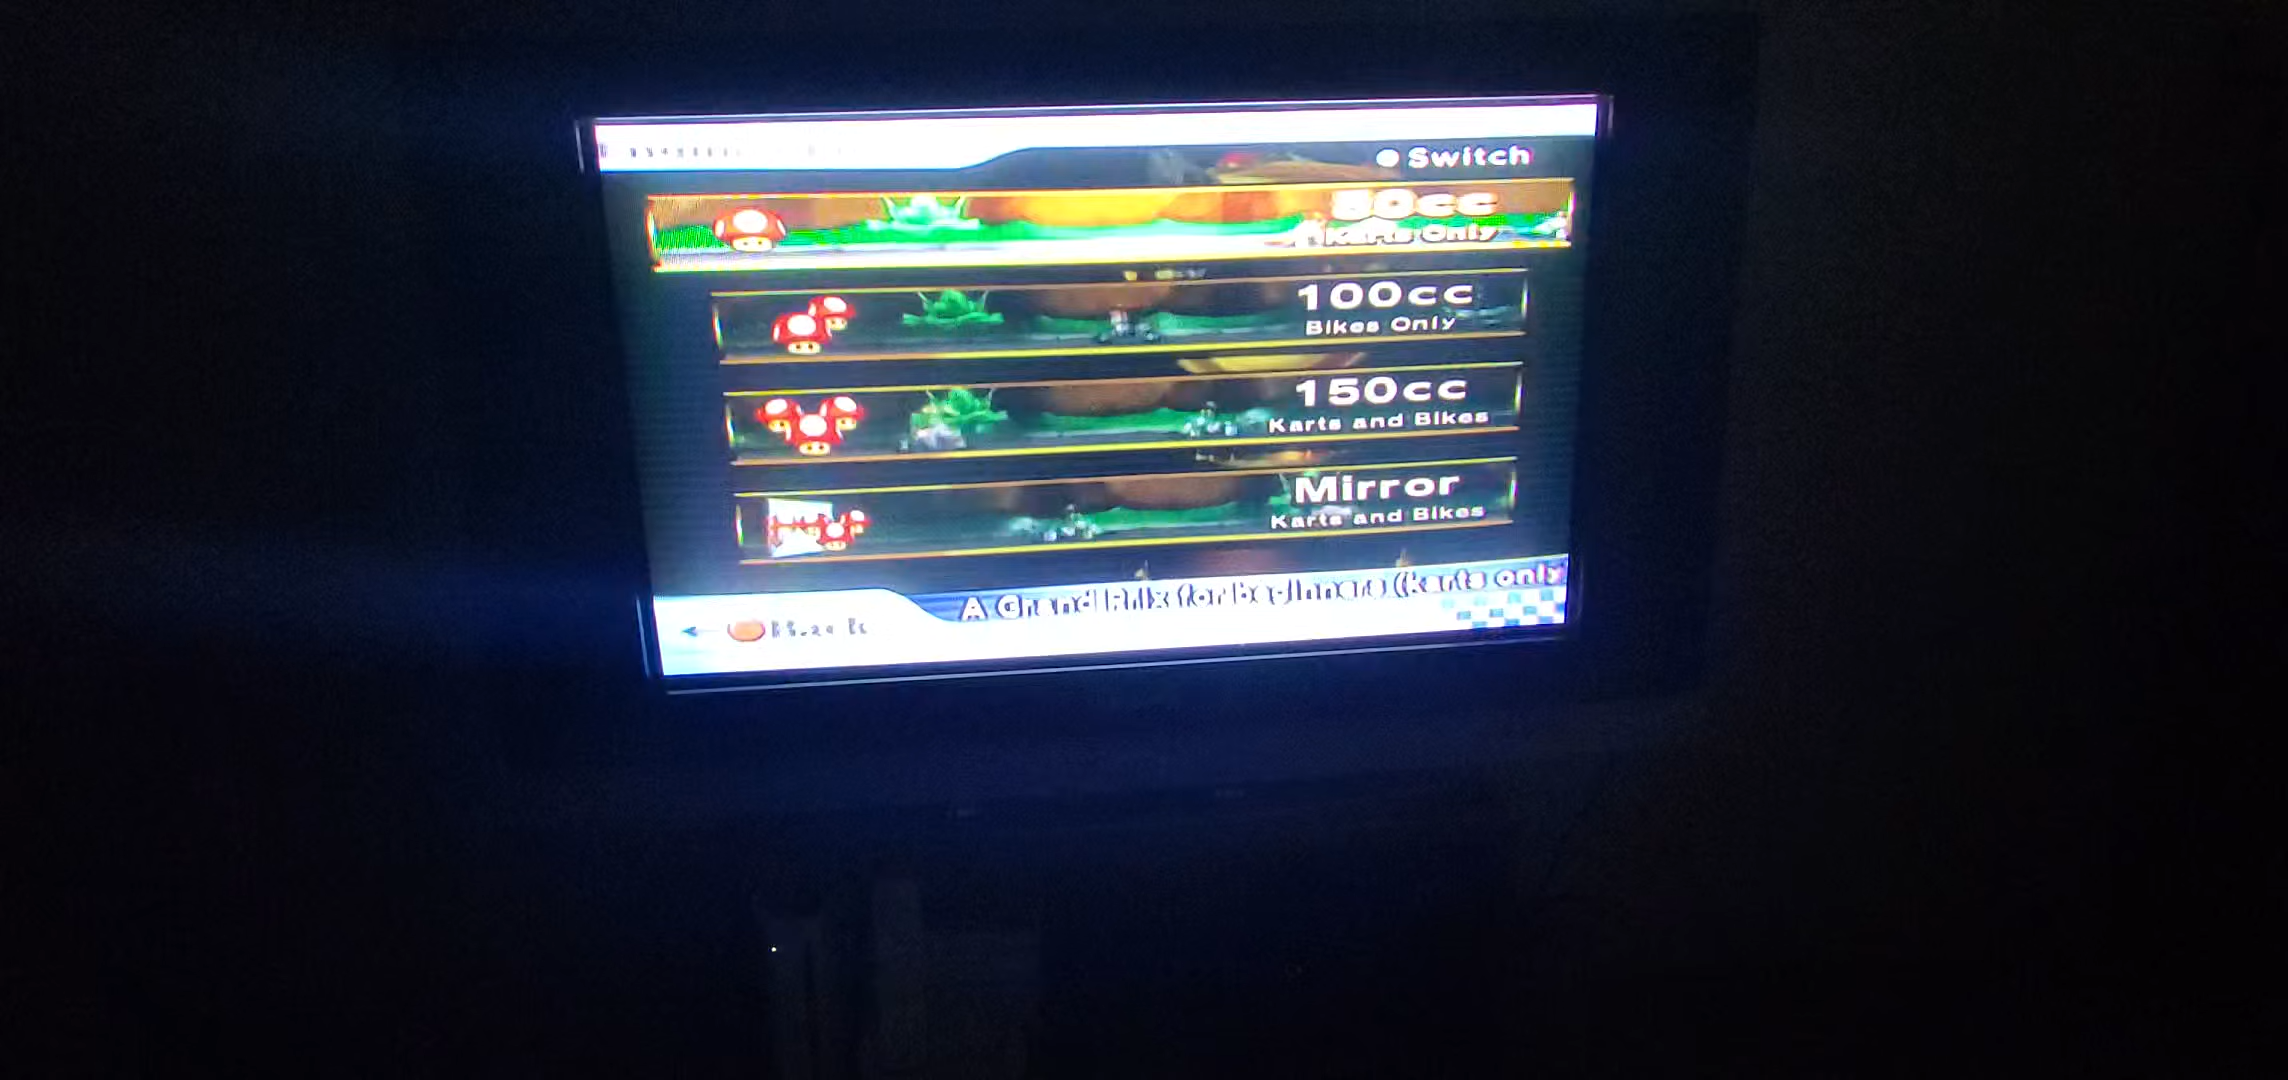 Switch
50cc
Karts Only
100cc
Bikes Only
150cc
Karts and Bikes
Mirror
Karts and Bikes
A Grand Prix for beginners (karts only